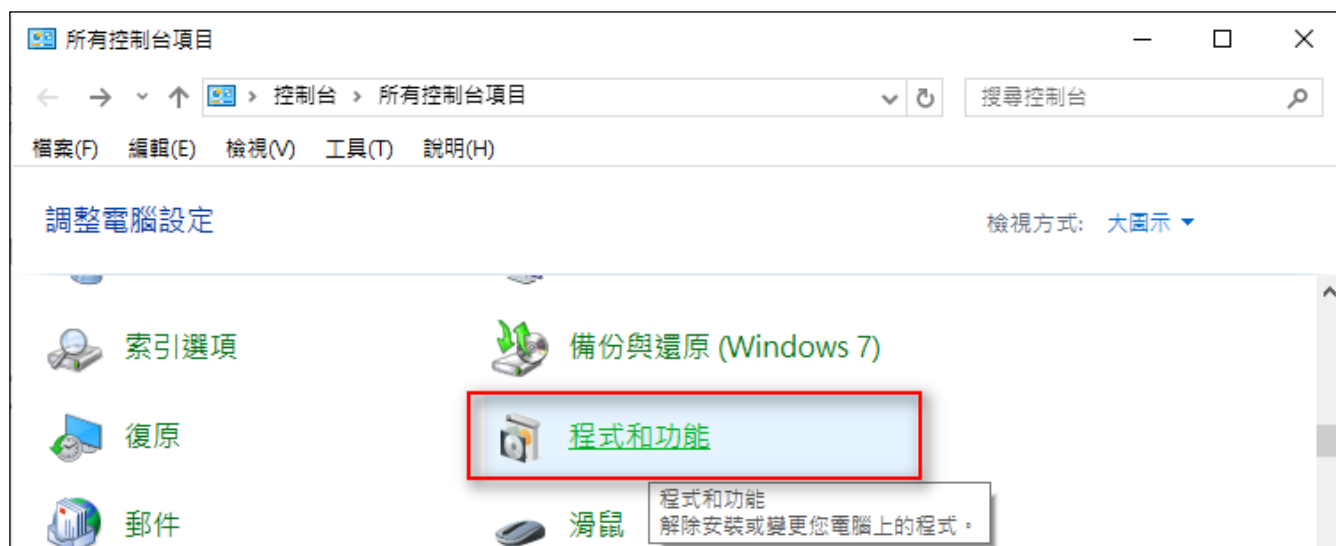 所有控制台項目
控制台 › 所有控制台項目
搜尋控制台
檔案(F) 編輯(E) 檢視(V) 工具(T) 說明(H)
調整電腦設定
檢視方式: 大圖示
索引選項
備份與還原 (Windows 7)
復原
程式和功能
郵件
滑鼠
程式和功能
解除安裝或變更您電腦上的程式。